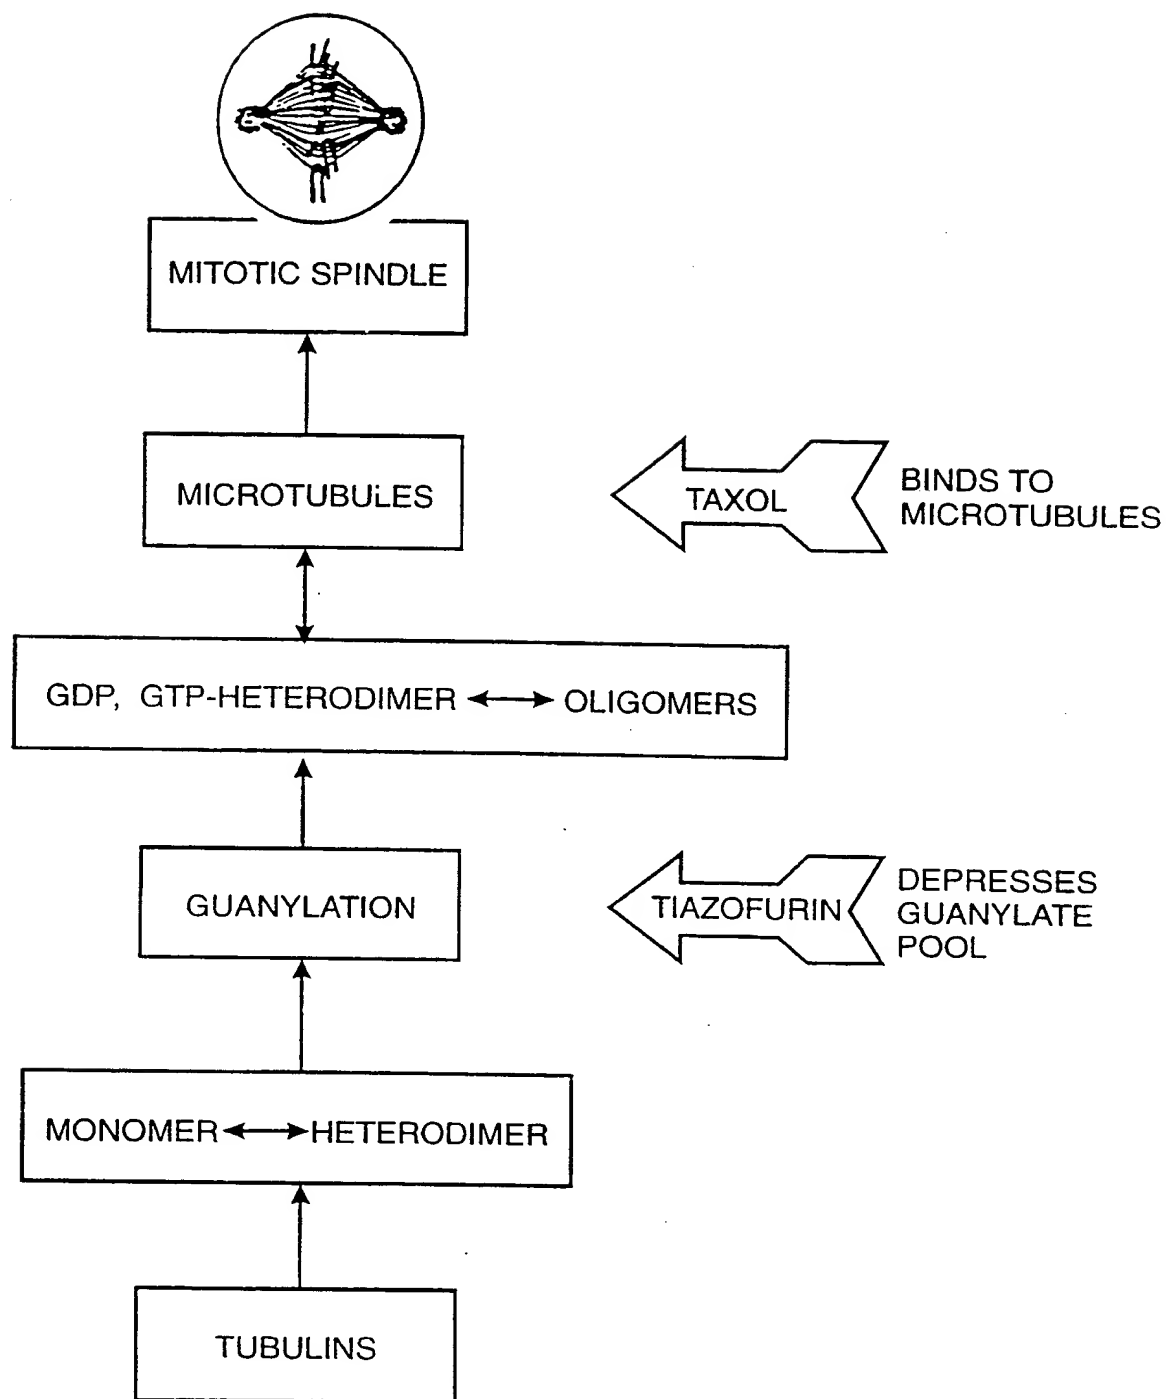 MITOTIC SPINDLE
MICROTUBULES
TAXOL
BINDS TO
MICROTUBULES
GDP, GTP-HETERODIMER OLIGOMERS
GUANYLATION
TIAZOFURIN
DEPRESSES
GUANYLATE
POOL
MONOMER HETERODIMER
TUBULINS